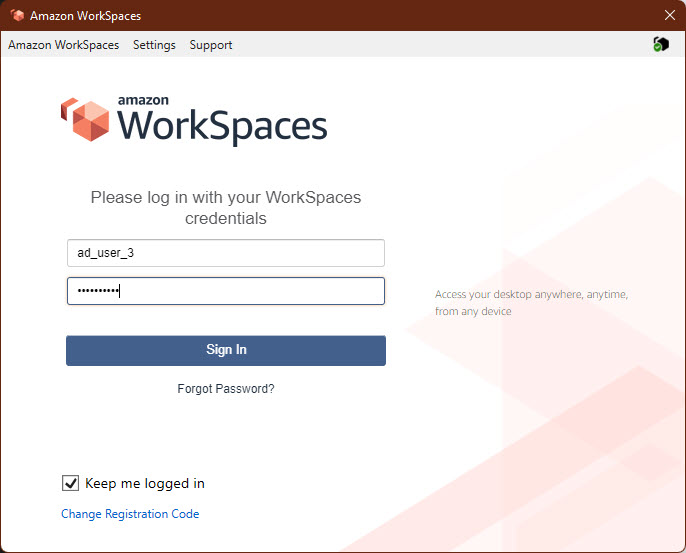 Amazon WorkSpaces
Amazon WorkSpaces Settings Support
amazon
WorkSpaces
Please log in with your WorkSpaces
credentials
ad_user_3
••••••••••
Access your desktop anywhere, anytime,
from any device
Sign In
Forgot Password?
Keep me logged in
Change Registration Code